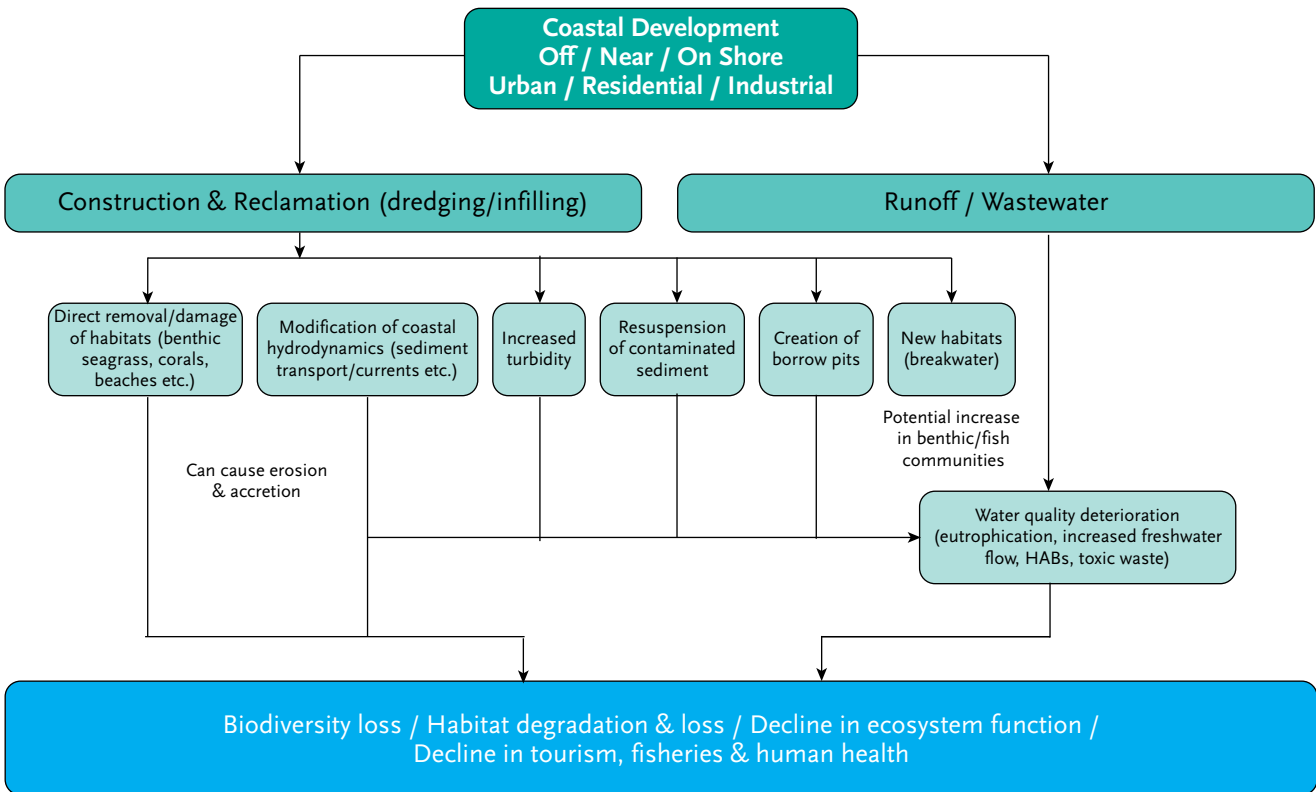 Coastal Development
Off / Near / On Shore
Urban / Residential / Industrial
Construction & Reclamation (dredging/infilling)
Runoff / Wastewater
Direct removal/damage
of habitats (benthic
seagrass, corals,
beaches etc.)
Modification of coastal
hydrodynamics (sediment
transport/currents etc.)
Increased
turbidity
Resuspension
of contaminated
sediment
Creation of
borrow pits
New habitats
(breakwater)
Potential increase
in benthic/fish
communities
Can cause erosion
& accretion
Water quality deterioration
(eutrophication, increased freshwater
flow, HABs, toxic waste)
Biodiversity loss / Habitat degradation & loss / Decline in ecosystem function /
Decline in tourism, fisheries & human health